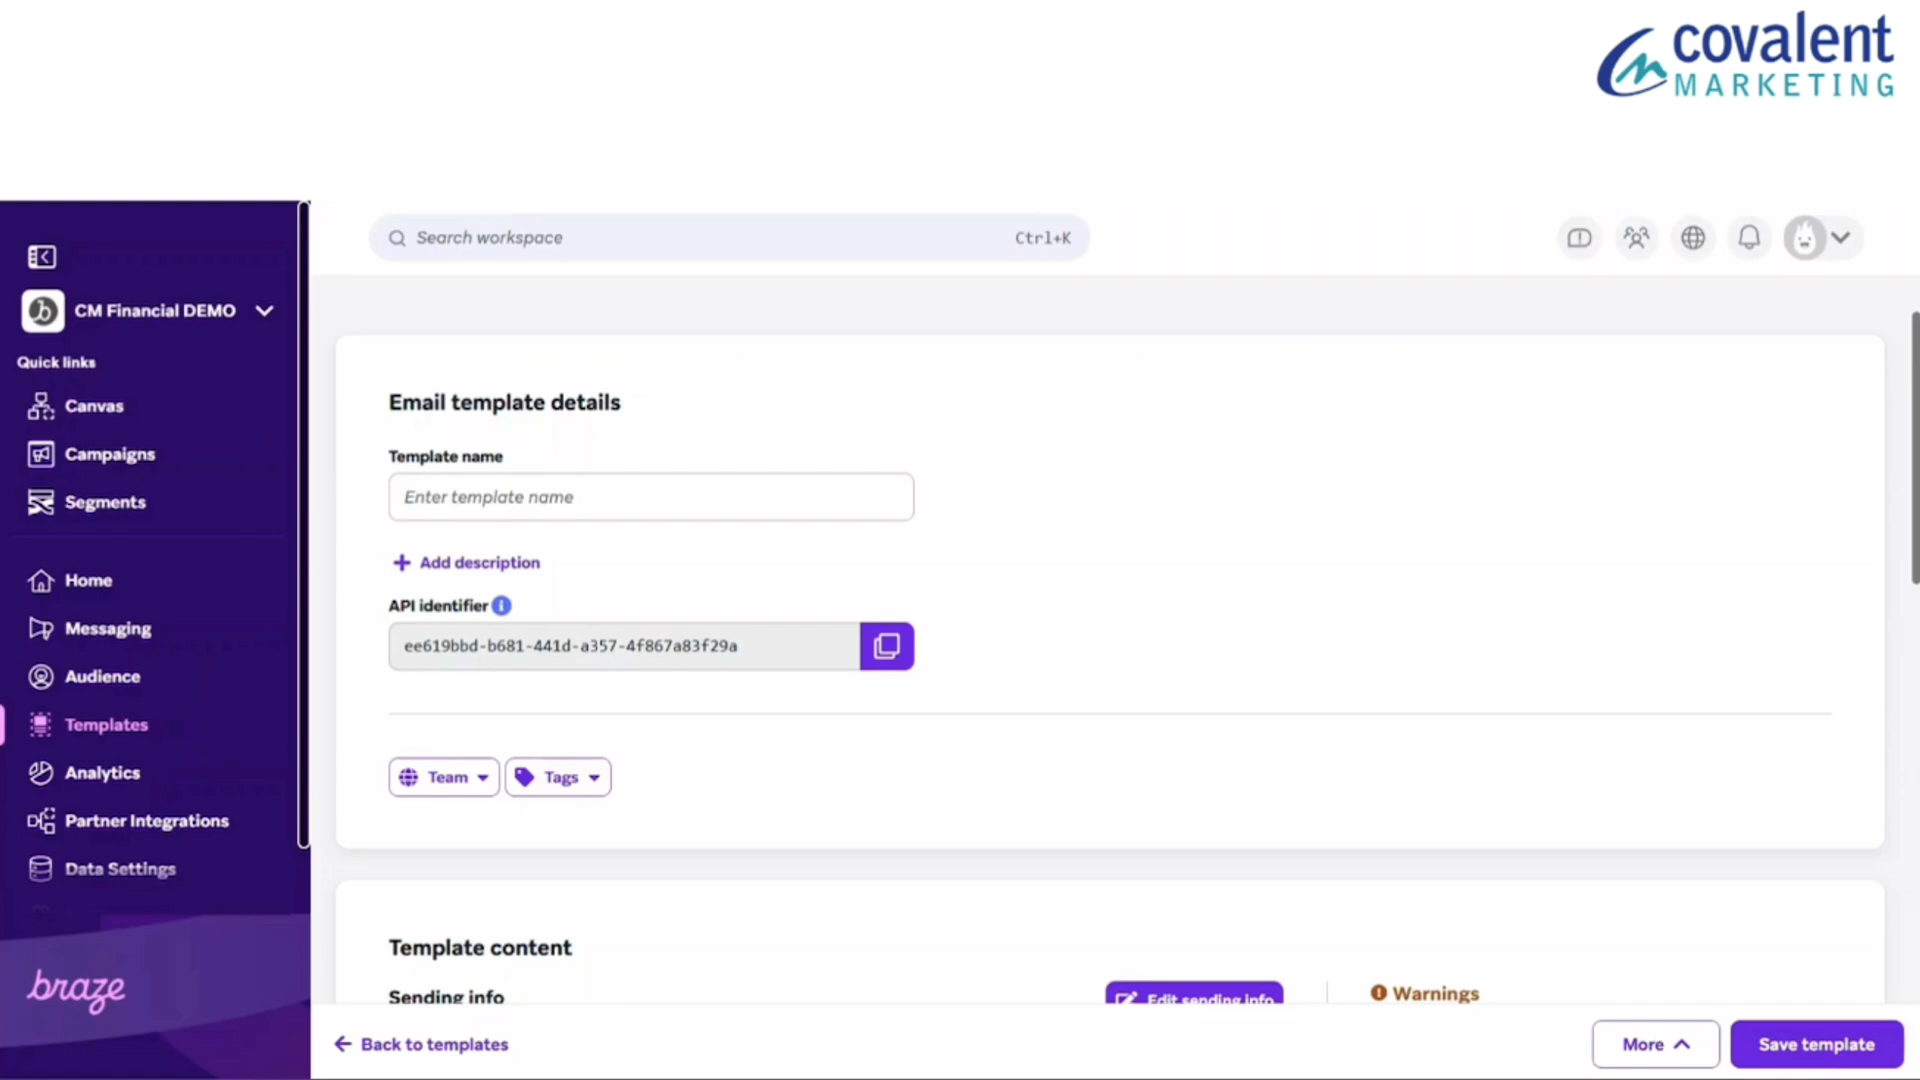 covalent
MARKETING
Search workspace Ctrl+K
CM Financial DEMO
Quick links
Canvas
Campaigns
Segments
Home
Messaging
Audience
Templates
Analytics
Partner Integrations
Data Settings
braze
Email template details
Template name
Enter template name
Add description
API identifier
ee619bbd-b681-441d-a357-4f867a83f29a
Team
Tags
Template content
Sending info
Edit sending info
Warnings
Back to templates
More
Save template